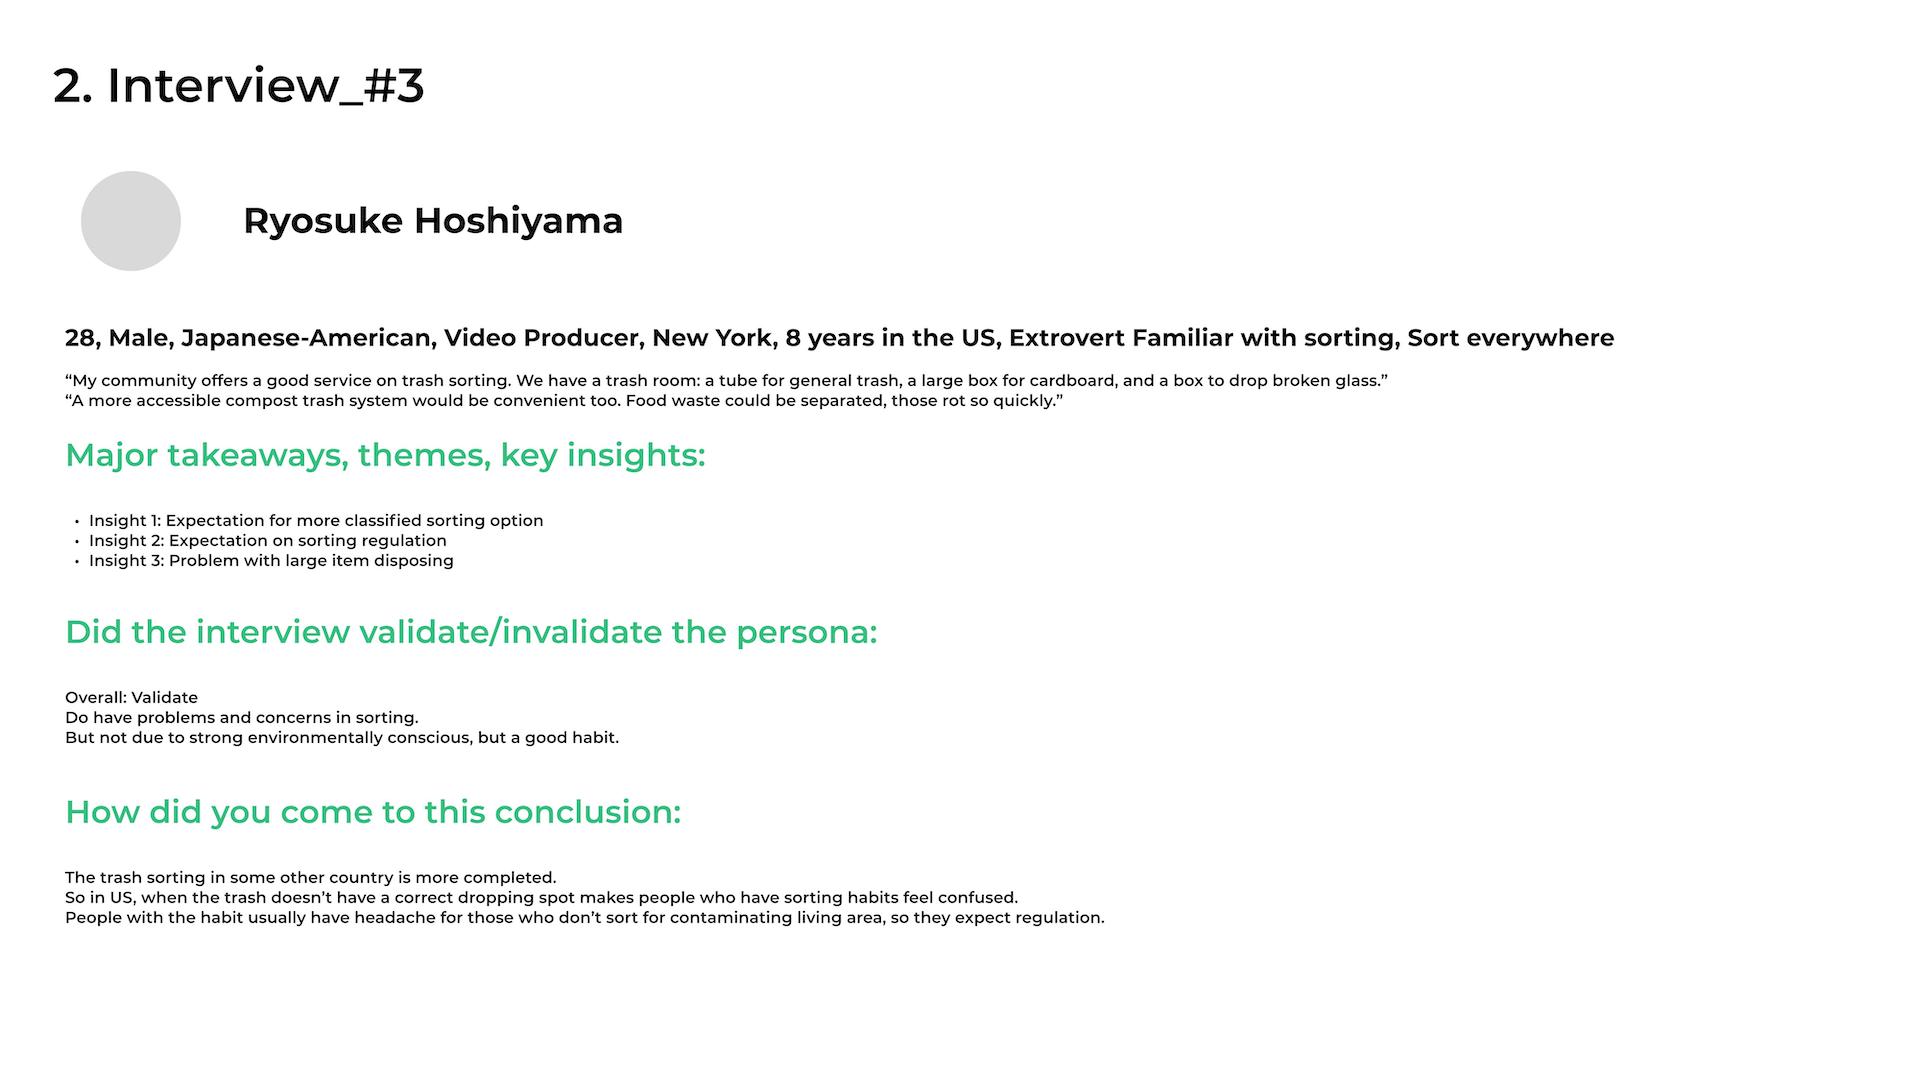 2. Interview_#3
Ryosuke Hoshiyama
28, Male, Japanese-American, Video Producer, New York, 8 years in the US, Extrovert Familiar with sorting, Sort everywhere
“My community offers a good service on trash sorting. We have a trash room: a tube for general trash, a large box for cardboard, and a box to drop broken glass.”
“A more accessible compost trash system would be convenient too. Food waste could be separated, those rot so quickly.”
Major takeaways, themes, key insights:
• Insight 1: Expectation for more classified sorting option
• Insight 2: Expectation on sorting regulation
• Insight 3: Problem with large item disposing
Did the interview validate/invalidate the persona:
Overall: Validate
Do have problems and concerns in sorting.
But not due to strong environmentally conscious, but a good habit.
How did you come to this conclusion:
The trash sorting in some other country is more completed.
So in US, when the trash doesn’t have a correct dropping spot makes people who have sorting habits feel confused.
People with the habit usually have headache for those who don’t sort for contaminating living area, so they expect regulation.